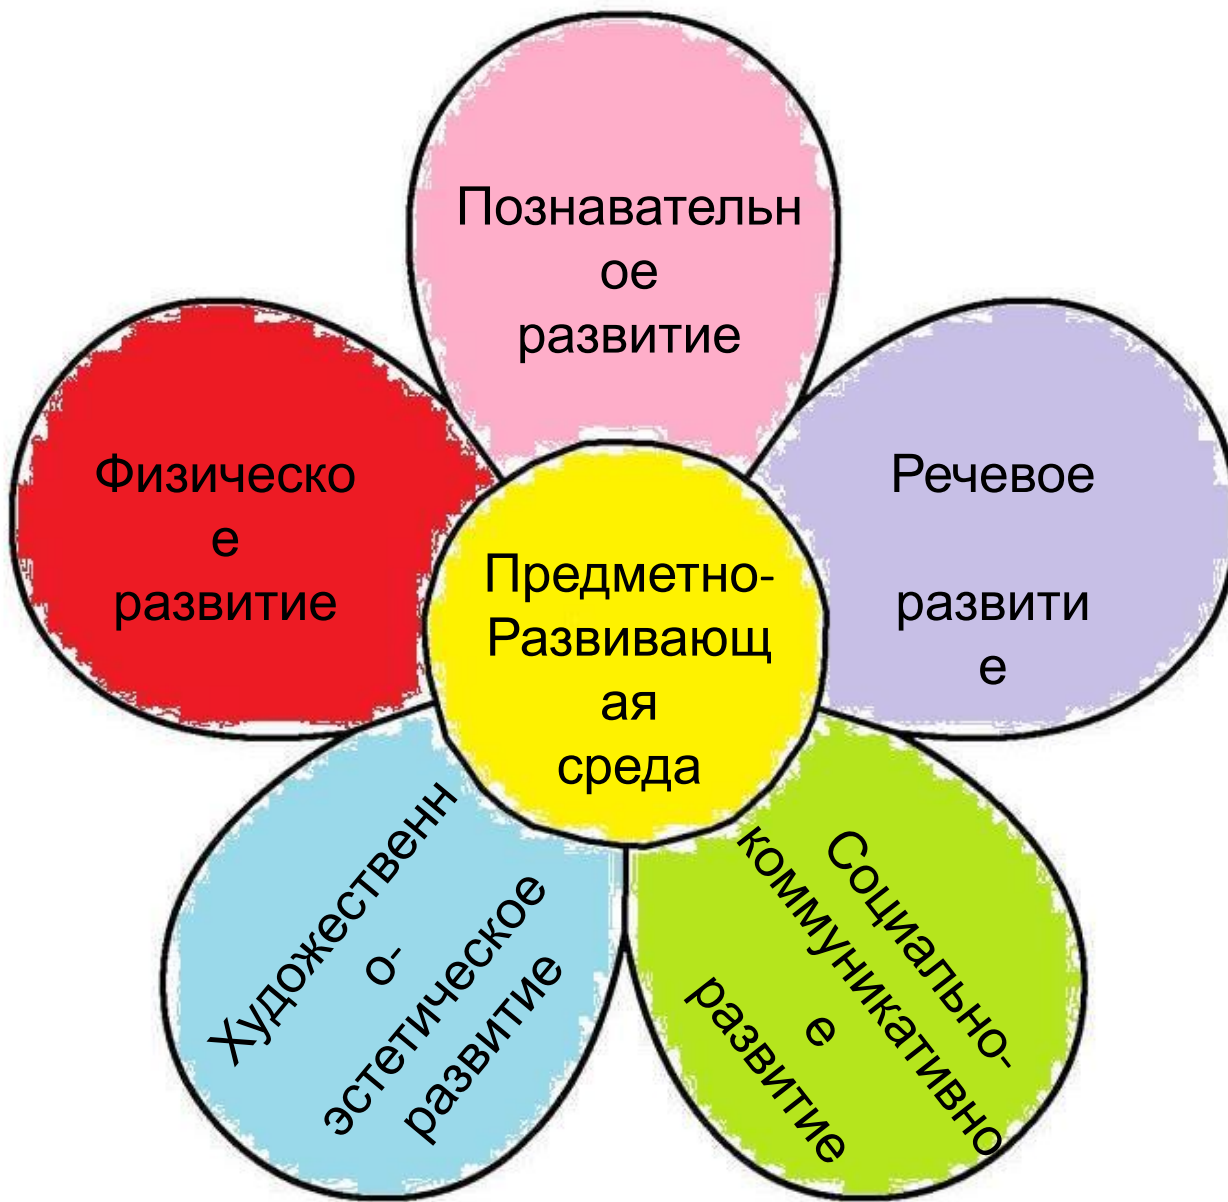 Познавательн
ое
развитие
Физическо
е
развитие
Речевое
развити
е
Предметно-
Развивающ
ая
среда
Художественн
о-
эстетическое
развитие
Социально-
коммуникативно
е
развитие